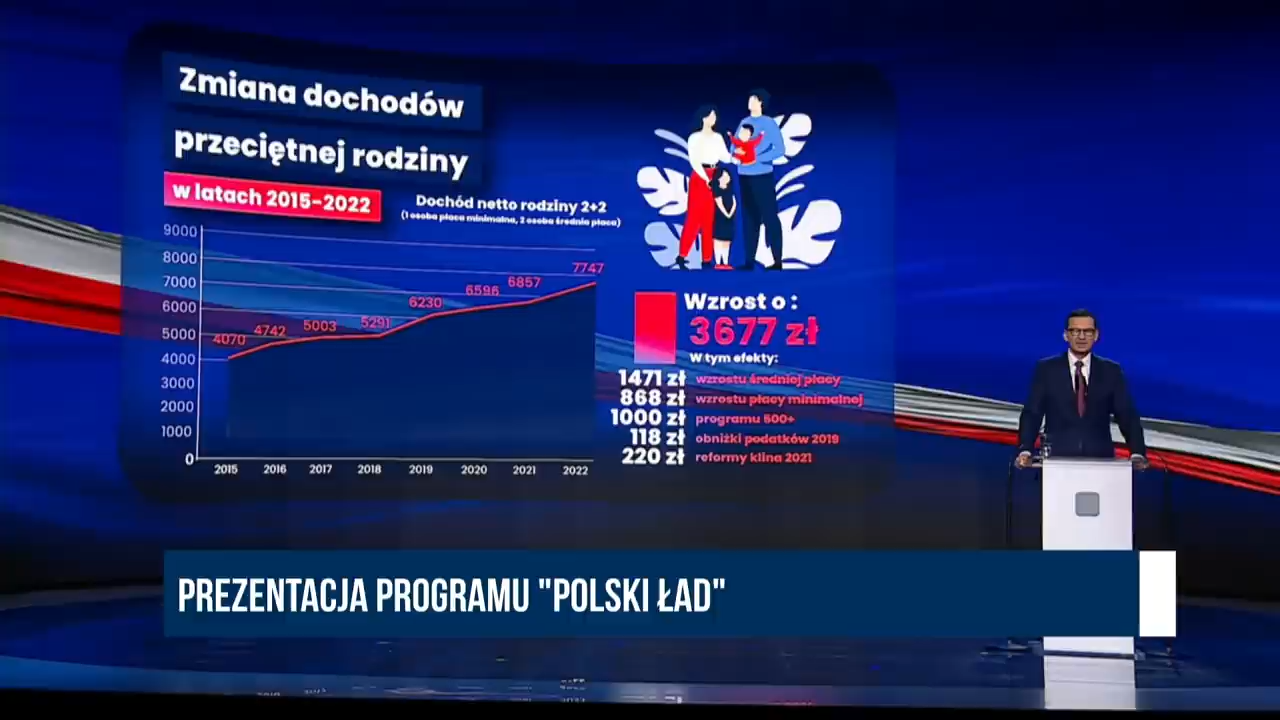 Zmiana dochodów
przeciętnej rodziny
w latach 2015-2022
Dochód netto rodziny 2+2
(1 osoba płaca minimalna, 2 osoba średnia płaca)
9000
8000
7000
6000
5000
4000
3000
2000
1000
0
4070
4742
5003
5291
6230
6596
6857
7747
2015 2016 2017 2018 2019 2020 2021 2022
Wzrost o :
3677 zł
W tym efekty:
1471 zł wzrostu średniej płacy
868 zł wzrostu płacy minimalnej
1000 zł programu 500+
118 zł obniżki podatków 2019
220 zł reformy klina 2021
PREZENTACJA PROGRAMU "POLSKI ŁAD"